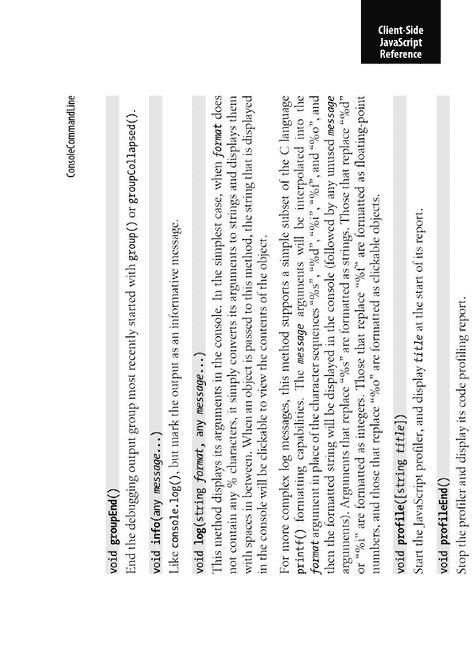 Client-Side
JavaScript
Reference
ConsoleCommandLine
void groupEnd()
End the debugging output group most recently started with group() or groupCollapsed().
void info(any message...)
Like console.log(), but mark the output as an informative message.
void log(string format, any message...)
This method displays its arguments in the console. In the simplest case, when format does
not contain any % characters, it simply converts its arguments to strings and displays them
with spaces in between. When an object is passed to this method, the string that is displayed
in the console will be clickable to view the contents of the object.
For more complex log messages, this method supports a simple subset of the C language
printf() formatting capabilities. The message arguments will be interpolated into the
format argument in place of the character sequences “%s”, “%d”, “%i”, “%f”, and “%o”, and
then the formatted string will be displayed in the console (followed by any unused message
arguments). Arguments that replace “%s” are formatted as strings. Those that replace “%d”
or “%i” are formatted as integers. Those that replace “%f” are formatted as floating-point
numbers, and those that replace “%o” are formatted as clickable objects.
void profile([string title])
Start the JavaScript profiler, and display title at the start of its report.
void profileEnd()
Stop the profiler and display its code profiling report.